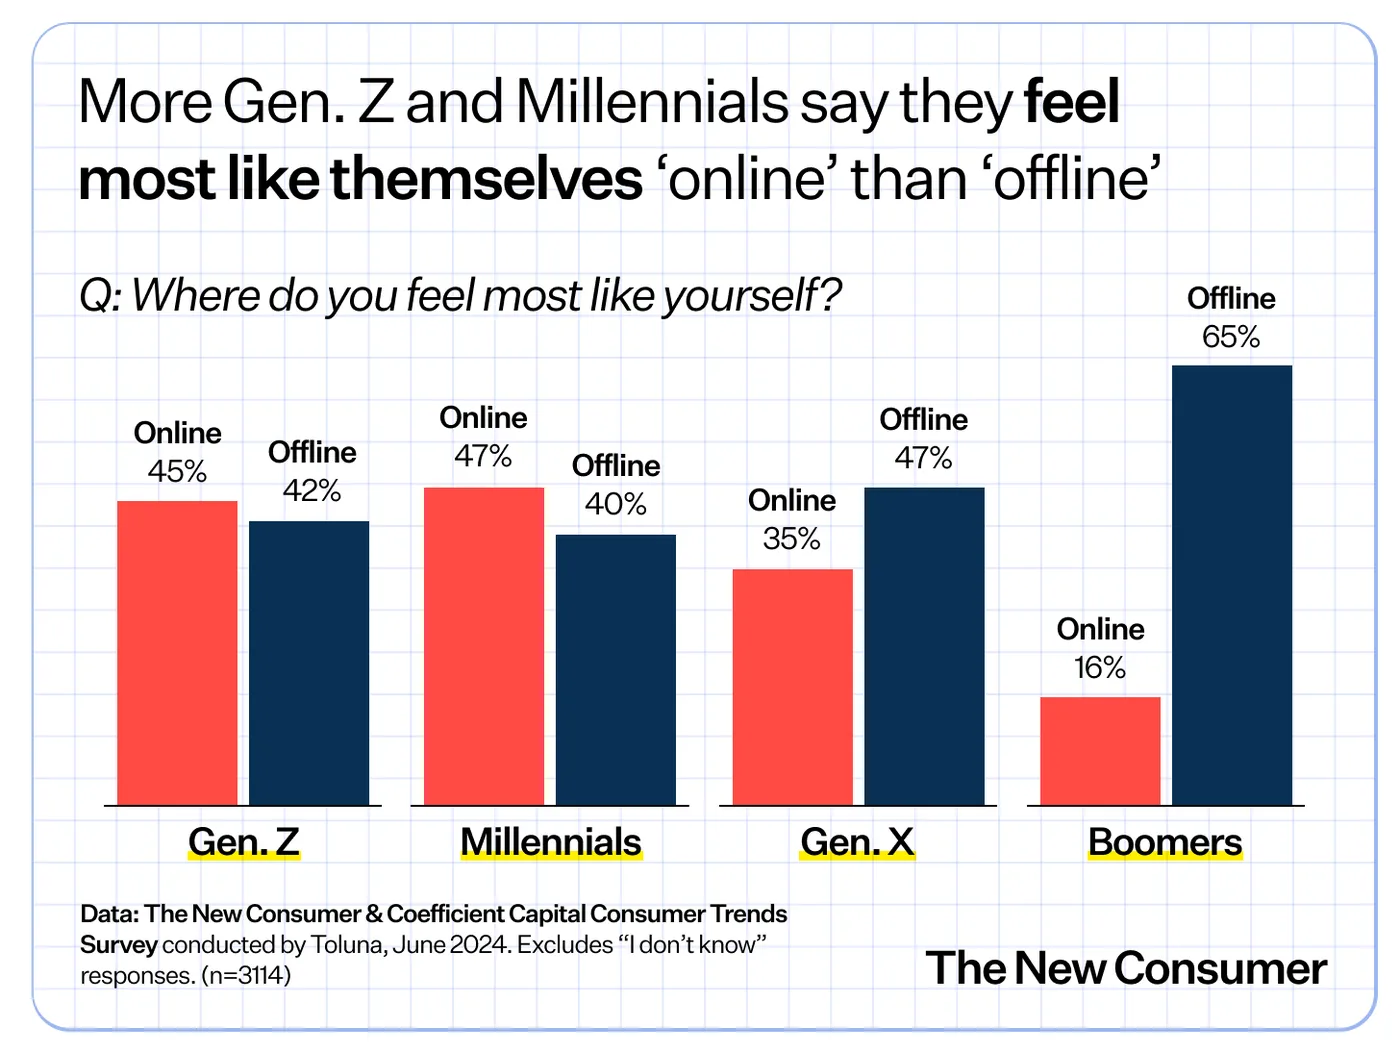 More Gen. Z and Millennials say they feel
most like themselves ‘online’ than ‘offline’
Q: Where do you feel most like yourself?
Online
45%
Offline
42%
Online
47%
Offline
40%
Online
35%
Offline
47%
Online
16%
Offline
65%
Gen. Z
Millennials
Gen. X
Boomers
Data: The New Consumer & Coefficient Capital Consumer Trends
Survey conducted by Toluna, June 2024. Excludes “I don’t know”
responses. (n=3114)
The New Consumer